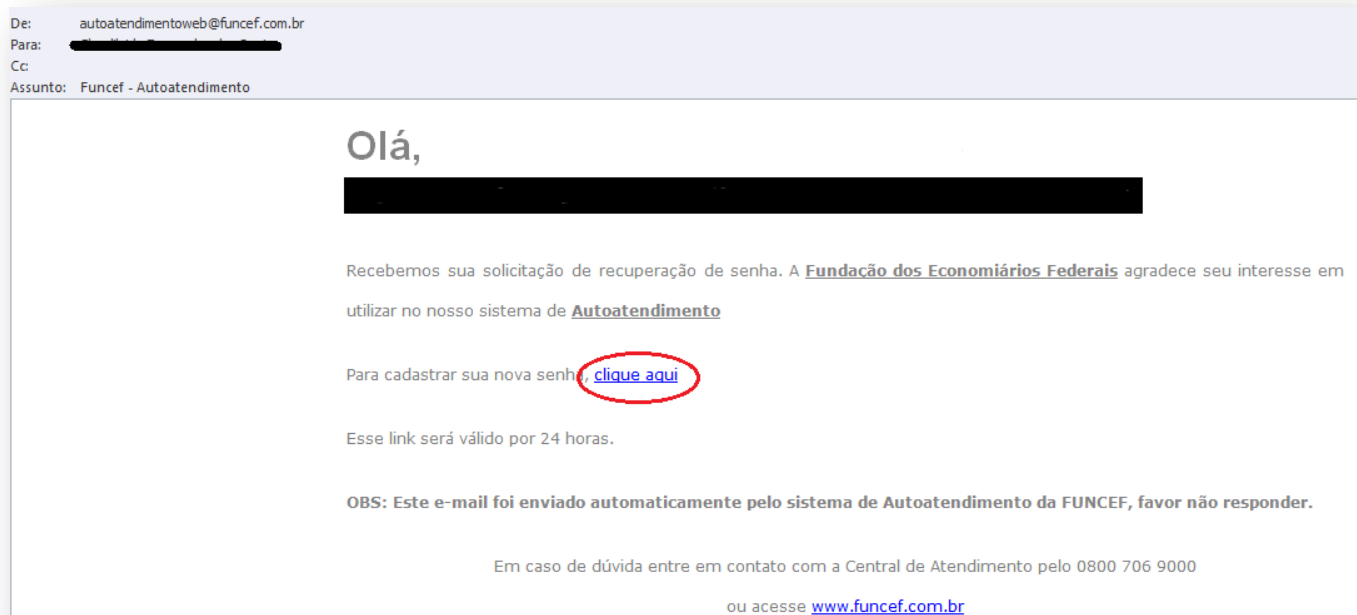 De: autoatendimentoweb@funcef.com.br
Para:
Cc:
Assunto: Funcef - Autoatendimento
Olá,
Recebemos sua solicitação de recuperação de senha. A Fundação dos Economiários Federais agradece seu interesse em
utilizar no nosso sistema de Autoatendimento
Para cadastrar sua nova senha, clique aqui
Esse link será válido por 24 horas.
OBS: Este e-mail foi enviado automaticamente pelo sistema de Autoatendimento da FUNCEF, favor não responder.
Em caso de dúvida entre em contato com a Central de Atendimento pelo 0800 706 9000
ou acesse www.funcef.com.br